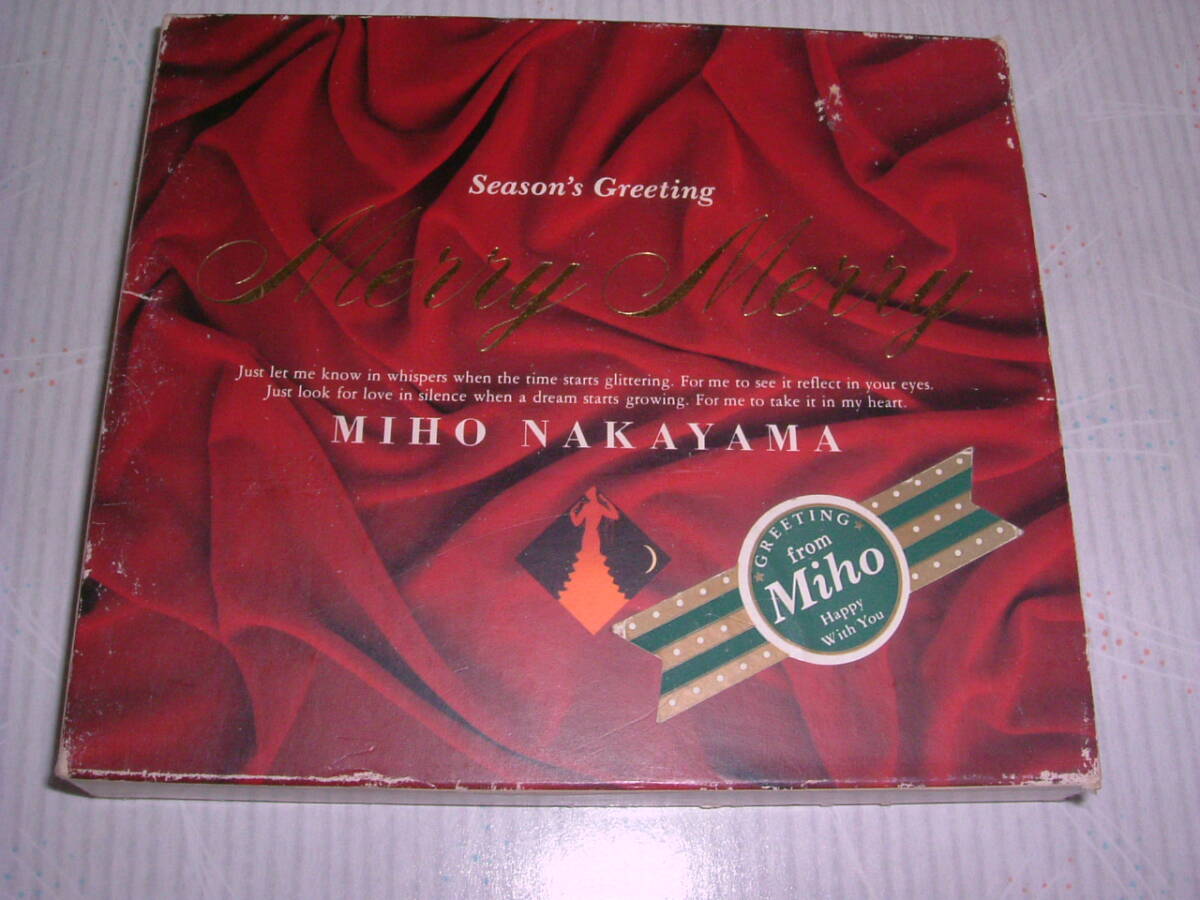 Season's Greeting
Merry Merry
Just let me know in whispers when the time starts glittering. For me to see it reflect in your eyes.
Just look for love in silence when a dream starts growing. For me to take it in my heart.
MIHO NAKAYAMA
GREETING
from
Miho
Happy
With You